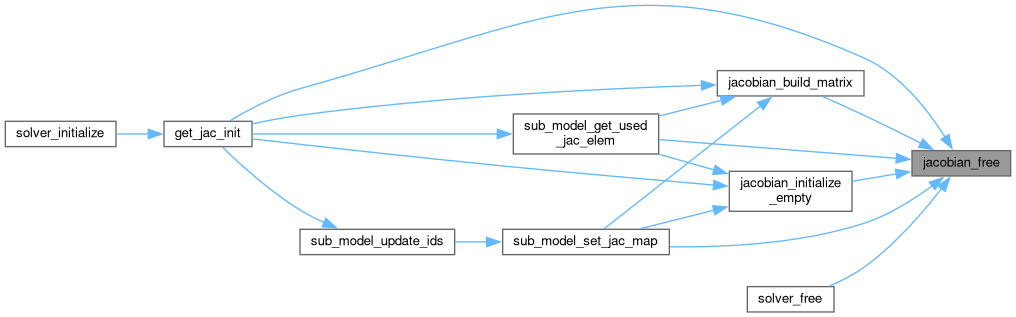 solver_initialize
get_jac_init
sub_model_update_ids
sub_model_get_used
_jac_elem
sub_model_set_jac_map
jacobian_build_matrix
jacobian_initialize
_empty
solver_free
jacobian_free